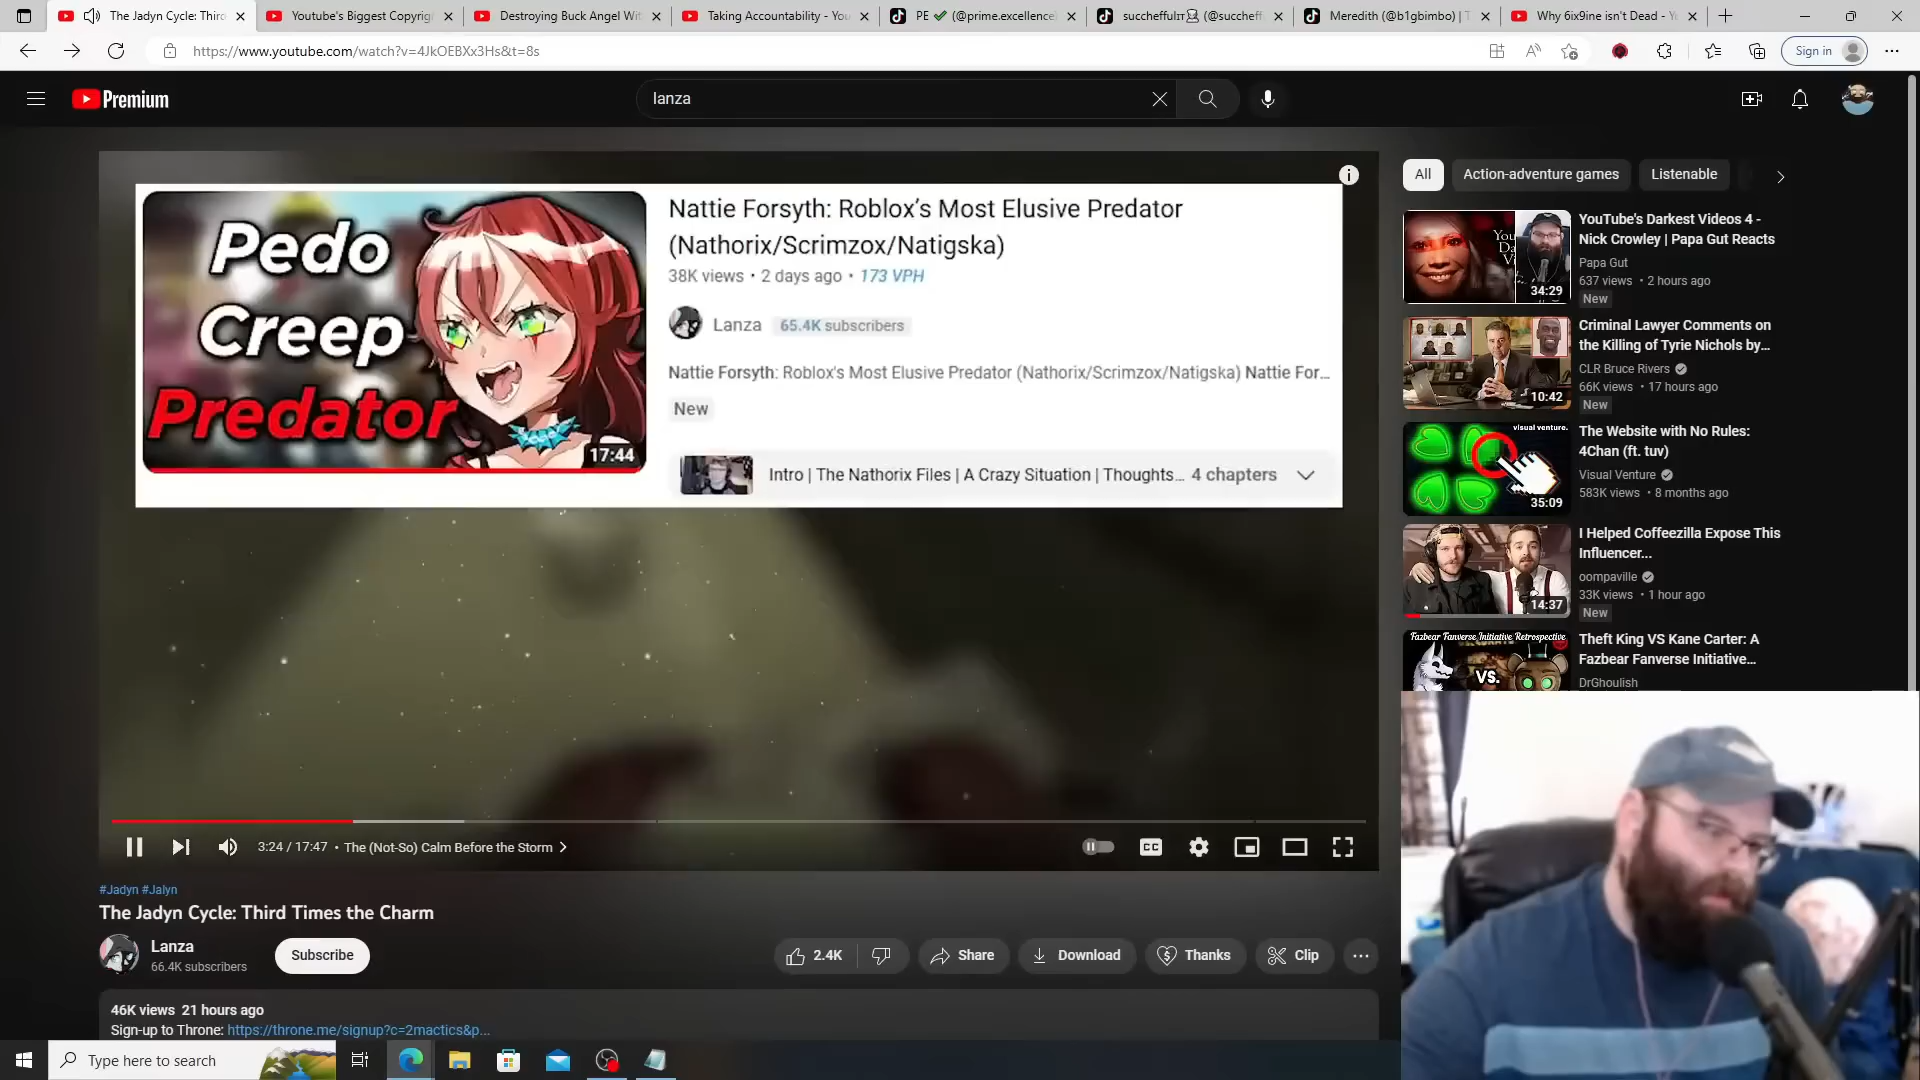 The Jadyn Cycle: Third
Youtube's Biggest Copyrig
Destroying Buck Angel Wit
Taking Accountability - You
PE ✅ (@prime.excellence
(@succheff
Meredith (@b1gbimbo) | T
Why 6ix9ine isn't Dead - Y
https://www.youtube.com/watch?v=4JkOEBXx3Hs&t=8s
Sign in
Premium
lanza
Pedo
Creep
Predator
17:44
Nattie Forsyth: Roblox's Most Elusive Predator
(Nathorix/Scrimzox/Natigska)
38K views • 2 days ago • 173 VPH
Lanza 65.4K subscribers
Nattie Forsyth: Roblox's Most Elusive Predator (Nathorix/Scrimzox/Natigska) Nattie For...
New
Intro | The Nathorix Files | A Crazy Situation | Thoughts... 4 chapters
3:24 / 17:47 • The (Not-So) Calm Before the Storm
CC
#Jadyn #Jalyn
The Jadyn Cycle: Third Times the Charm
Lanza
66.4K subscribers
Subscribe
2.4K
Share
Download
Thanks
Clip
46K views 21 hours ago
Sign-up to Throne: https://throne.me/signup?c=2mactics&p...
All
Action-adventure games
Listenable
34:29
YouTube's Darkest Videos 4 -
Nick Crowley | Papa Gut Reacts
Papa Gut
637 views • 2 hours ago
New
10:42
Criminal Lawyer Comments on
the Killing of Tyrie Nichols by...
CLR Bruce Rivers
66K views • 17 hours ago
New
visual venture.
35:09
The Website with No Rules:
4Chan (ft. tuv)
Visual Venture
583K views • 8 months ago
14:37
I Helped Coffeezilla Expose This
Influencer...
oompaville
33K views • 1 hour ago
New
Fazbear Fanverse Initiative Retrospective
VS.
Theft King VS Kane Carter: A
Fazbear Fanverse Initiative...
DrGhoulish
Type here to search